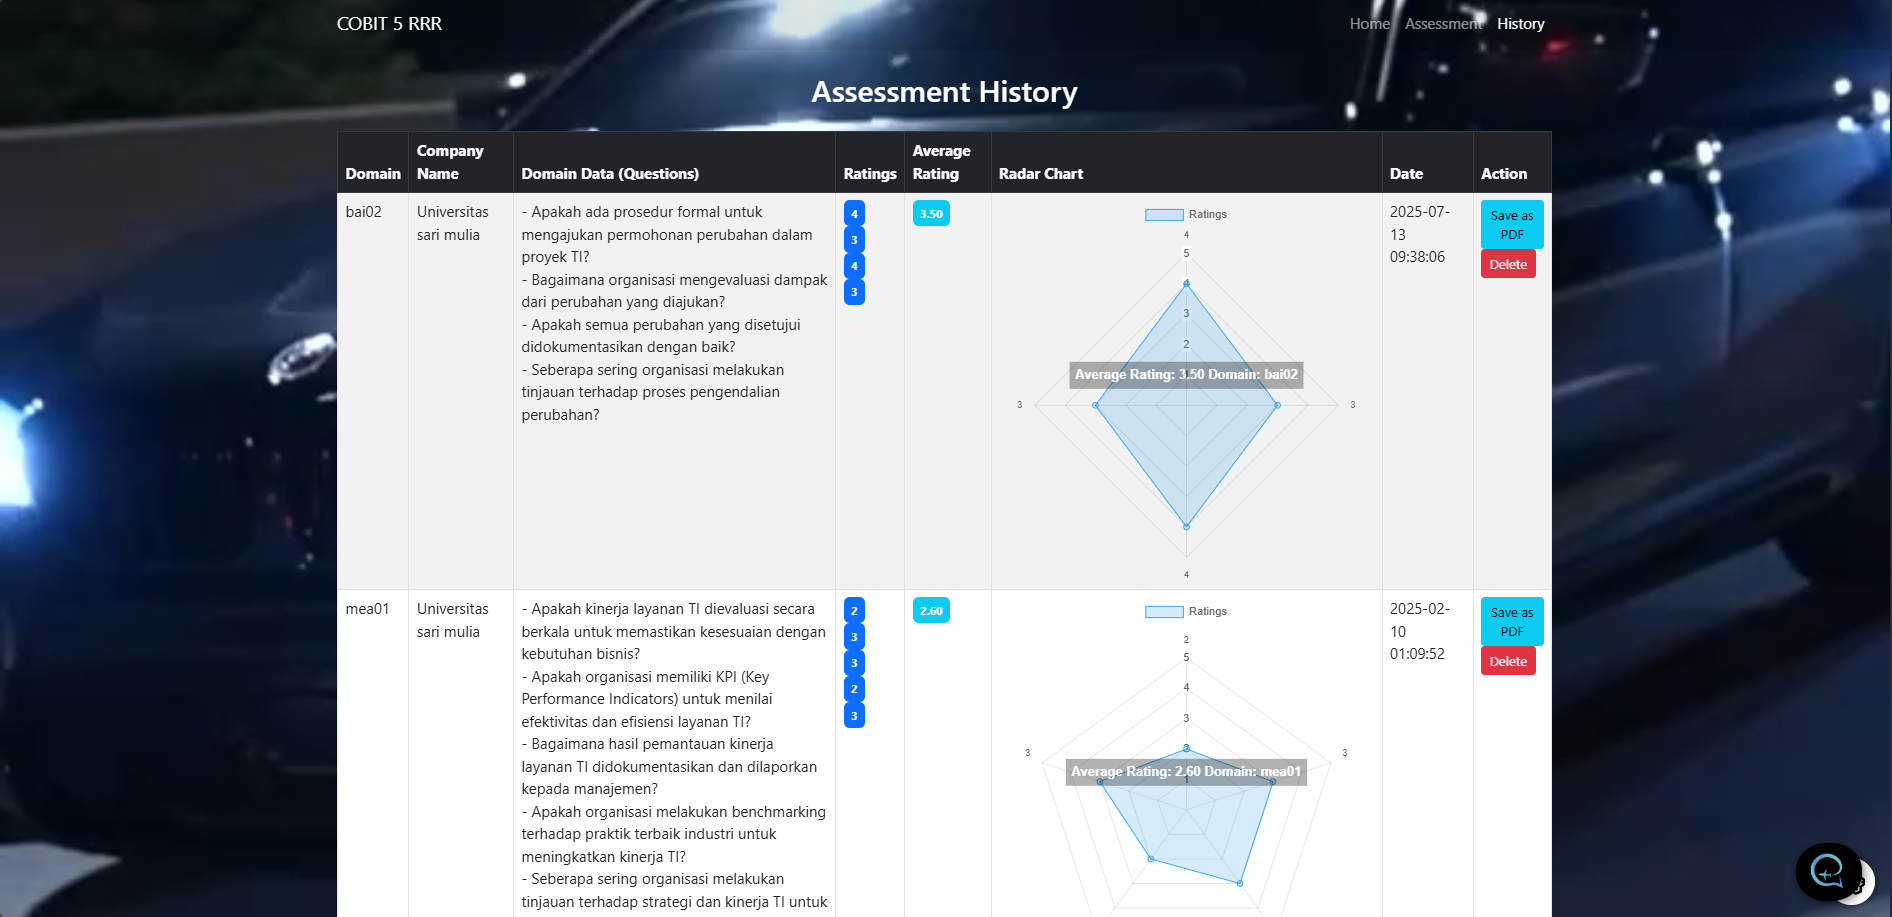 COBIT 5 RRR
Home Assessment History
Assessment History
Domain
Company Name
Domain Data (Questions)
Ratings
Average Rating
Radar Chart
Date
Action
bai02
Universitas
sari mulia
- Apakah ada prosedur formal untuk
mengajukan permohonan perubahan dalam
proyek TI?
- Bagaimana organisasi mengevaluasi dampak
dari perubahan yang diajukan?
- Apakah semua perubahan yang disetujui
didokumentasikan dengan baik?
- Seberapa sering organisasi melakukan
tinjauan terhadap proses pengendalian
perubahan?
4
3
4
3
3.50
Ratings
4
5
4
3
2
Average Rating: 3.50 Domain: bai02
3
3
4
2025-07-
13
09:38:06
Save as
PDF
Delete
mea01
Universitas
sari mulia
- Apakah kinerja layanan TI dievaluasi secara
berkala untuk memastikan kesesuaian dengan
kebutuhan bisnis?
- Apakah organisasi memiliki KPI (Key
Performance Indicators) untuk menilai
efektivitas dan efisiensi layanan TI?
- Bagaimana hasil pemantauan kinerja
layanan TI didokumentasikan dan dilaporkan
kepada manajemen?
- Apakah organisasi melakukan benchmarking
terhadap praktik terbaik industri untuk
meningkatkan kinerja TI?
- Seberapa sering organisasi melakukan
tinjauan terhadap strategi dan kinerja TI untuk
2
3
3
2
3
2.60
Ratings
2
5
4
3
2
3
3
Average Rating: 2.60 Domain: mea01
1
2025-02-
10
01:09:52
Save as
PDF
Delete